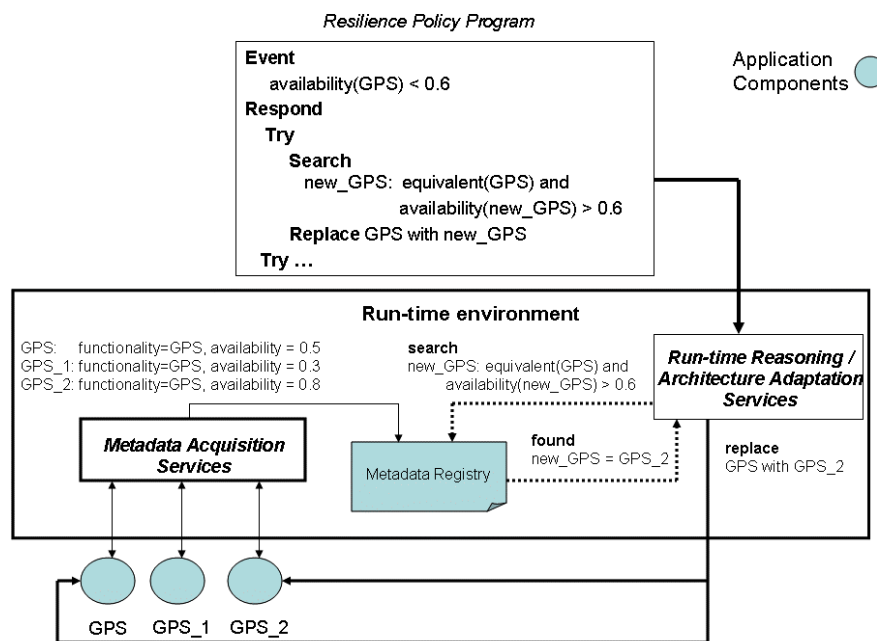 Resilience Policy Program
Event
availability(GPS) < 0.6
Respond
Try
Search
new_GPS: equivalent(GPS) and
availability(new_GPS) > 0.6
Replace GPS with new_GPS
Try ...
Application
Components
Run-time environment
GPS: functionality=GPS, availability = 0.5
GPS_1: functionality=GPS, availability = 0.3
GPS_2: functionality=GPS, availability = 0.8
search
new_GPS: equivalent(GPS) and
availability(new_GPS) > 0.6
Run-time Reasoning /
Architecture Adaptation
Services
Metadata Acquisition
Services
Metadata Registry
found
new_GPS = GPS_2
replace
GPS with GPS_2
GPS
GPS_1
GPS_2